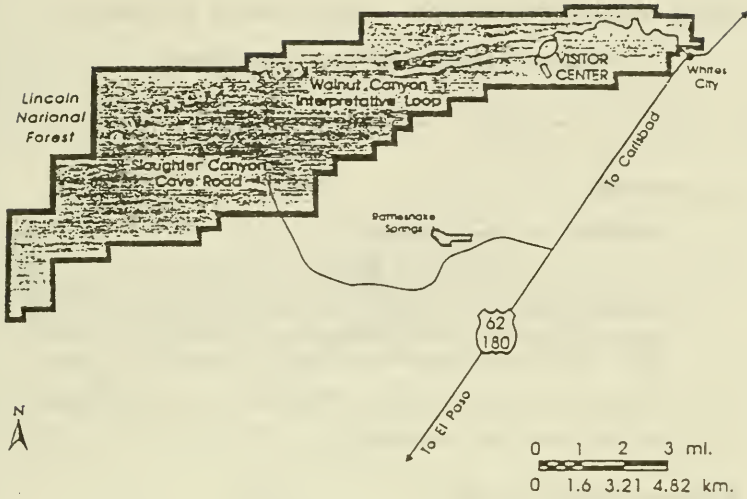 Lincoln
National
Forest
Walnut Canyon
Interpretative Loop
VISITOR
CENTER
Whites
City
Slaughter Canyon
Cave Road
Rattlesnake
Springs
To Carlsbad
62
180
To El Paso
N
0 1 2 3 mi.
0 1.6 3.21 4.82 km.